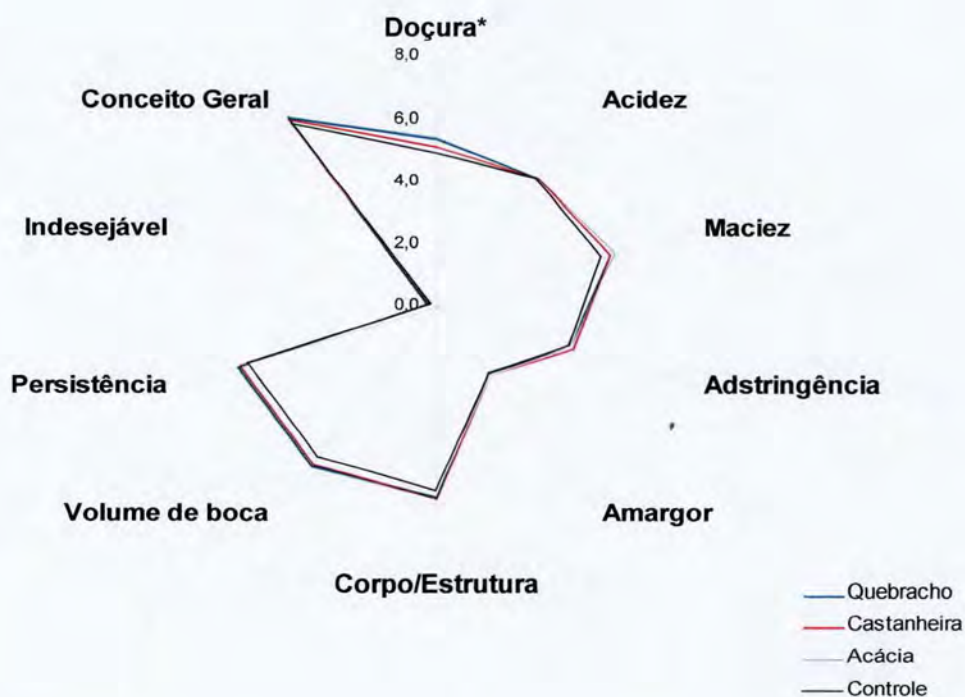 Doçura*
8,0
Conceito Geral
Acidez
6,0
4,0
Indesejável
Maciez
2,0
0,0
Persistência
Adstringência
Volume de boca
Amargor
Corpo/Estrutura
Quebracho
Castanheira
Acácia
Controle